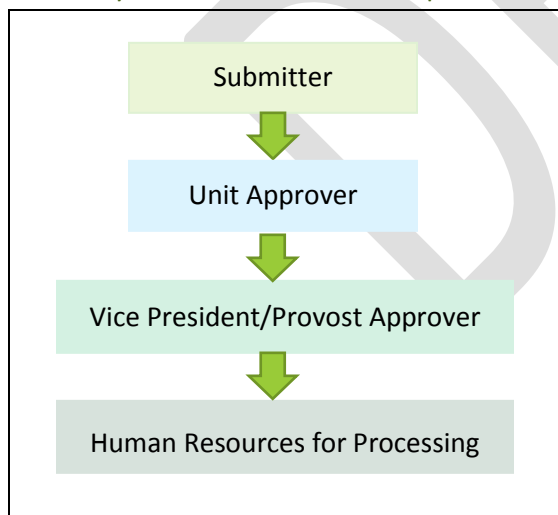 Submitter
Unit Approver
Vice President/Provost Approver
Human Resources for Processing